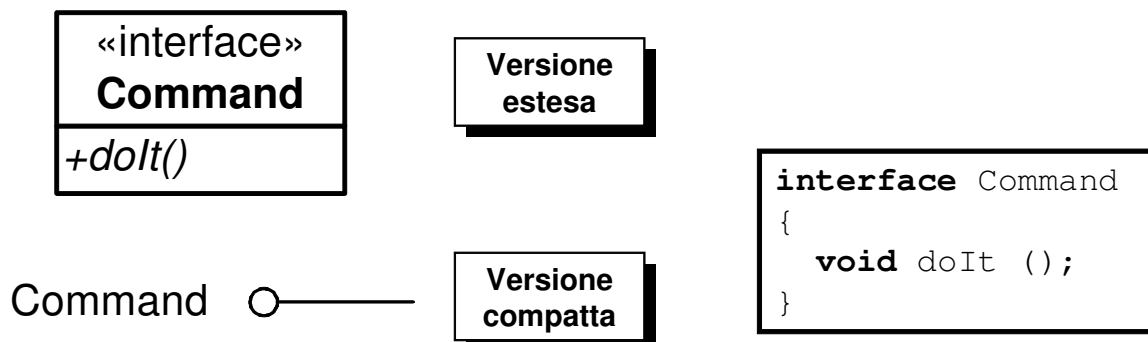 «interface»
Command
+doIt()
Versione
estesa
interface Command
{
void doIt ();
}
Command
Versione
compatta